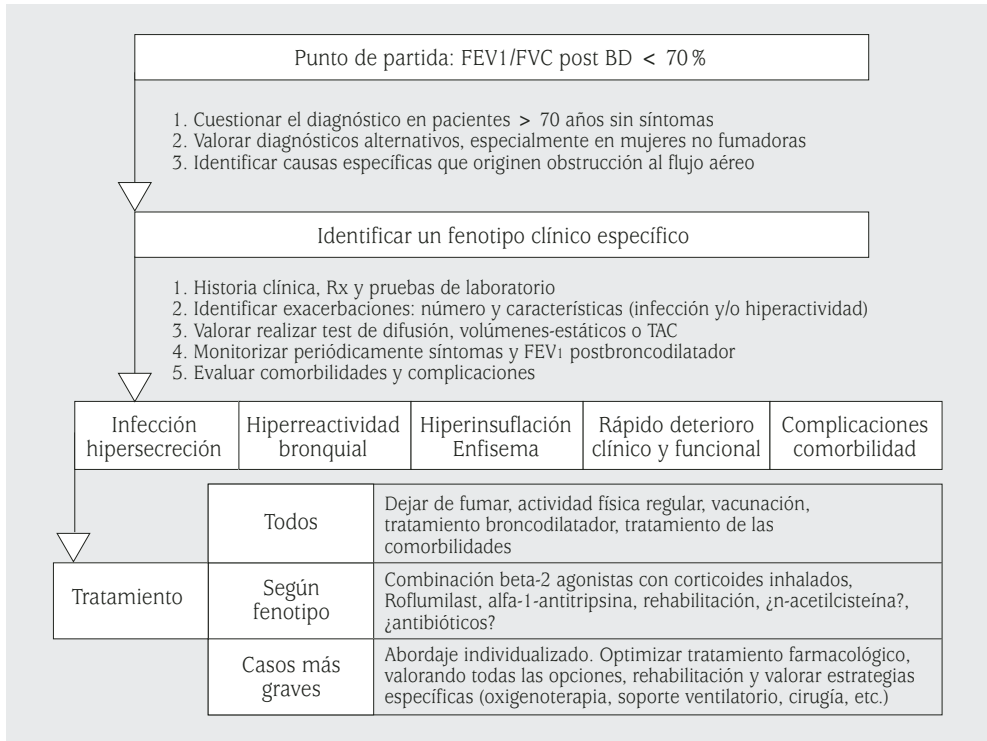 Punto de partida: FEV1/FVC post BD < 70%
1. Cuestionar el diagnóstico en pacientes > 70 años sin síntomas
2. Valorar diagnósticos alternativos, especialmente en mujeres no fumadoras
3. Identificar causas específicas que originen obstrucción al flujo aéreo
Identificar un fenotipo clínico específico
1. Historia clínica, Rx y pruebas de laboratorio
2. Identificar exacerbaciones: número y características (infección y/o hiperactividad)
3. Valorar realizar test de difusión, volúmenes-estáticos o TAC
4. Monitorizar periódicamente síntomas y FEV1 postbroncodilatador
5. Evaluar comorbilidades y complicaciones
Infección
hipersecreción
Hiperreactividad
bronquial
Hiperinsuflación
Enfisema
Rápido deterioro
clínico y funcional
Complicaciones
comorbilidad
Tratamiento
Todos
Dejar de fumar, actividad física regular, vacunación,
tratamiento broncodilatador, tratamiento de las
comorbilidades
Según
fenotipo
Combinación beta-2 agonistas con corticoides inhalados,
Roflumilast, alfa-1-antitripsina, rehabilitación, ¿n-acetilcisteína?,
¿antibióticos?
Casos más
graves
Abordaje individualizado. Optimizar tratamiento farmacológico,
valorando todas las opciones, rehabilitación y valorar estrategias
específicas (oxigenoterapia, soporte ventilatorio, cirugía, etc.)